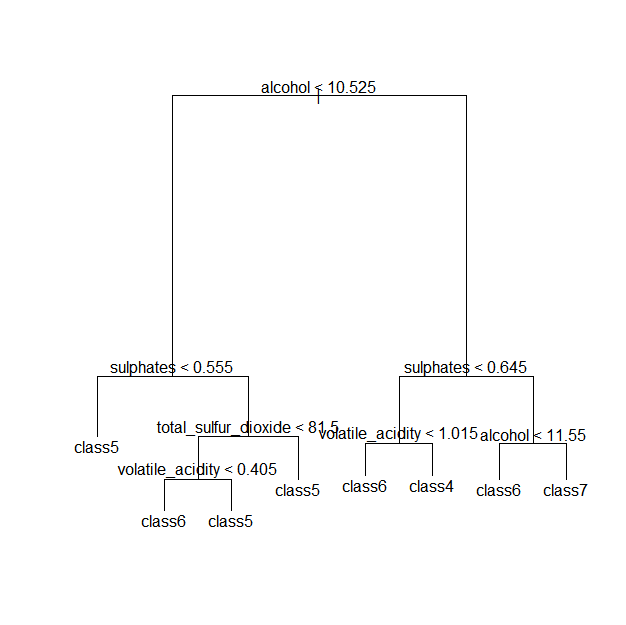 alcohol < 10.525
sulphates < 0.555
sulphates < 0.645
class5
total_sulfur_dioxide < 81.5
volatile_acidity < 1.015
alcohol < 11.55
volatile_acidity < 0.405
class5
class6
class4
class6
class7
class6
class5